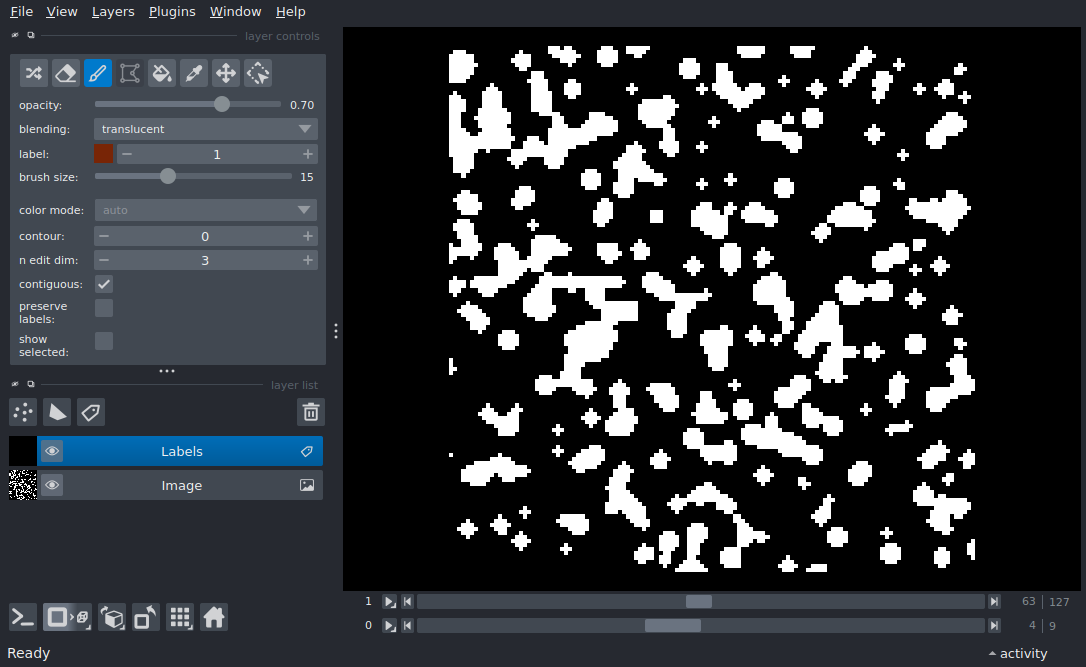 File View Layers Plugins Window Help
layer controls
opacity: 0.70
blending: translucent
label: 1
brush size: 15
color mode: auto
contour: 0
n edit dim: 3
contiguous:
preserve
labels:
show
selected:
layer list
Labels
Image
1 63 127
0 4 9
Ready
activity